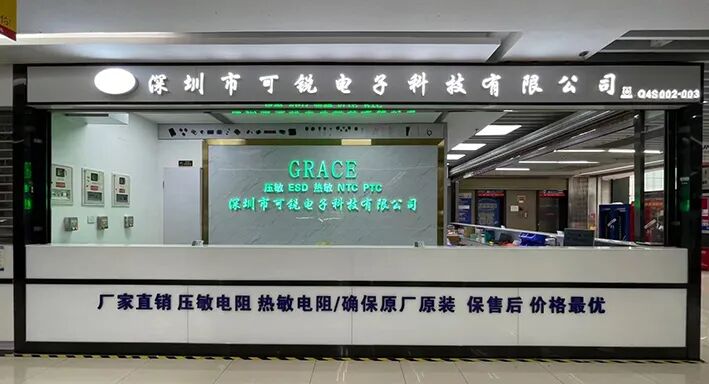 深圳市可锐电子科技有限公司 Q4S002-003
GRACE
压敏 ESD 热敏 NTC PTC
深圳市可锐电子科技有限公司
厂家直销 压敏电阻 热敏电阻/确保原厂原装 保售后 价格最优